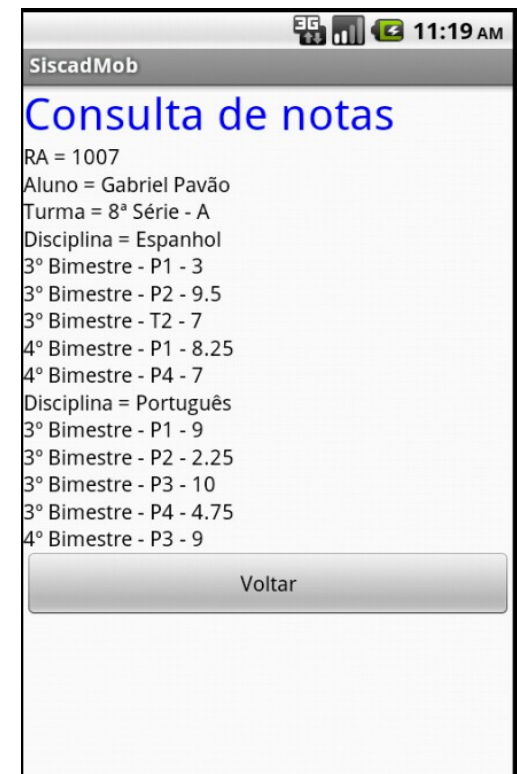 3G 11:19 AM
SiscadMob
Consulta de notas
RA = 1007
Aluno = Gabriel Pavão
Turma = 8ª Série - A
Disciplina = Espanhol
3º Bimestre - P1 - 3
3º Bimestre - P2 - 9.5
3º Bimestre - T2 - 7
4º Bimestre - P1 - 8.25
4º Bimestre - P4 - 7
Disciplina = Português
3º Bimestre - P1 - 9
3º Bimestre - P2 - 2.25
3º Bimestre - P3 - 10
3º Bimestre - P4 - 4.75
4º Bimestre - P3 - 9
Voltar